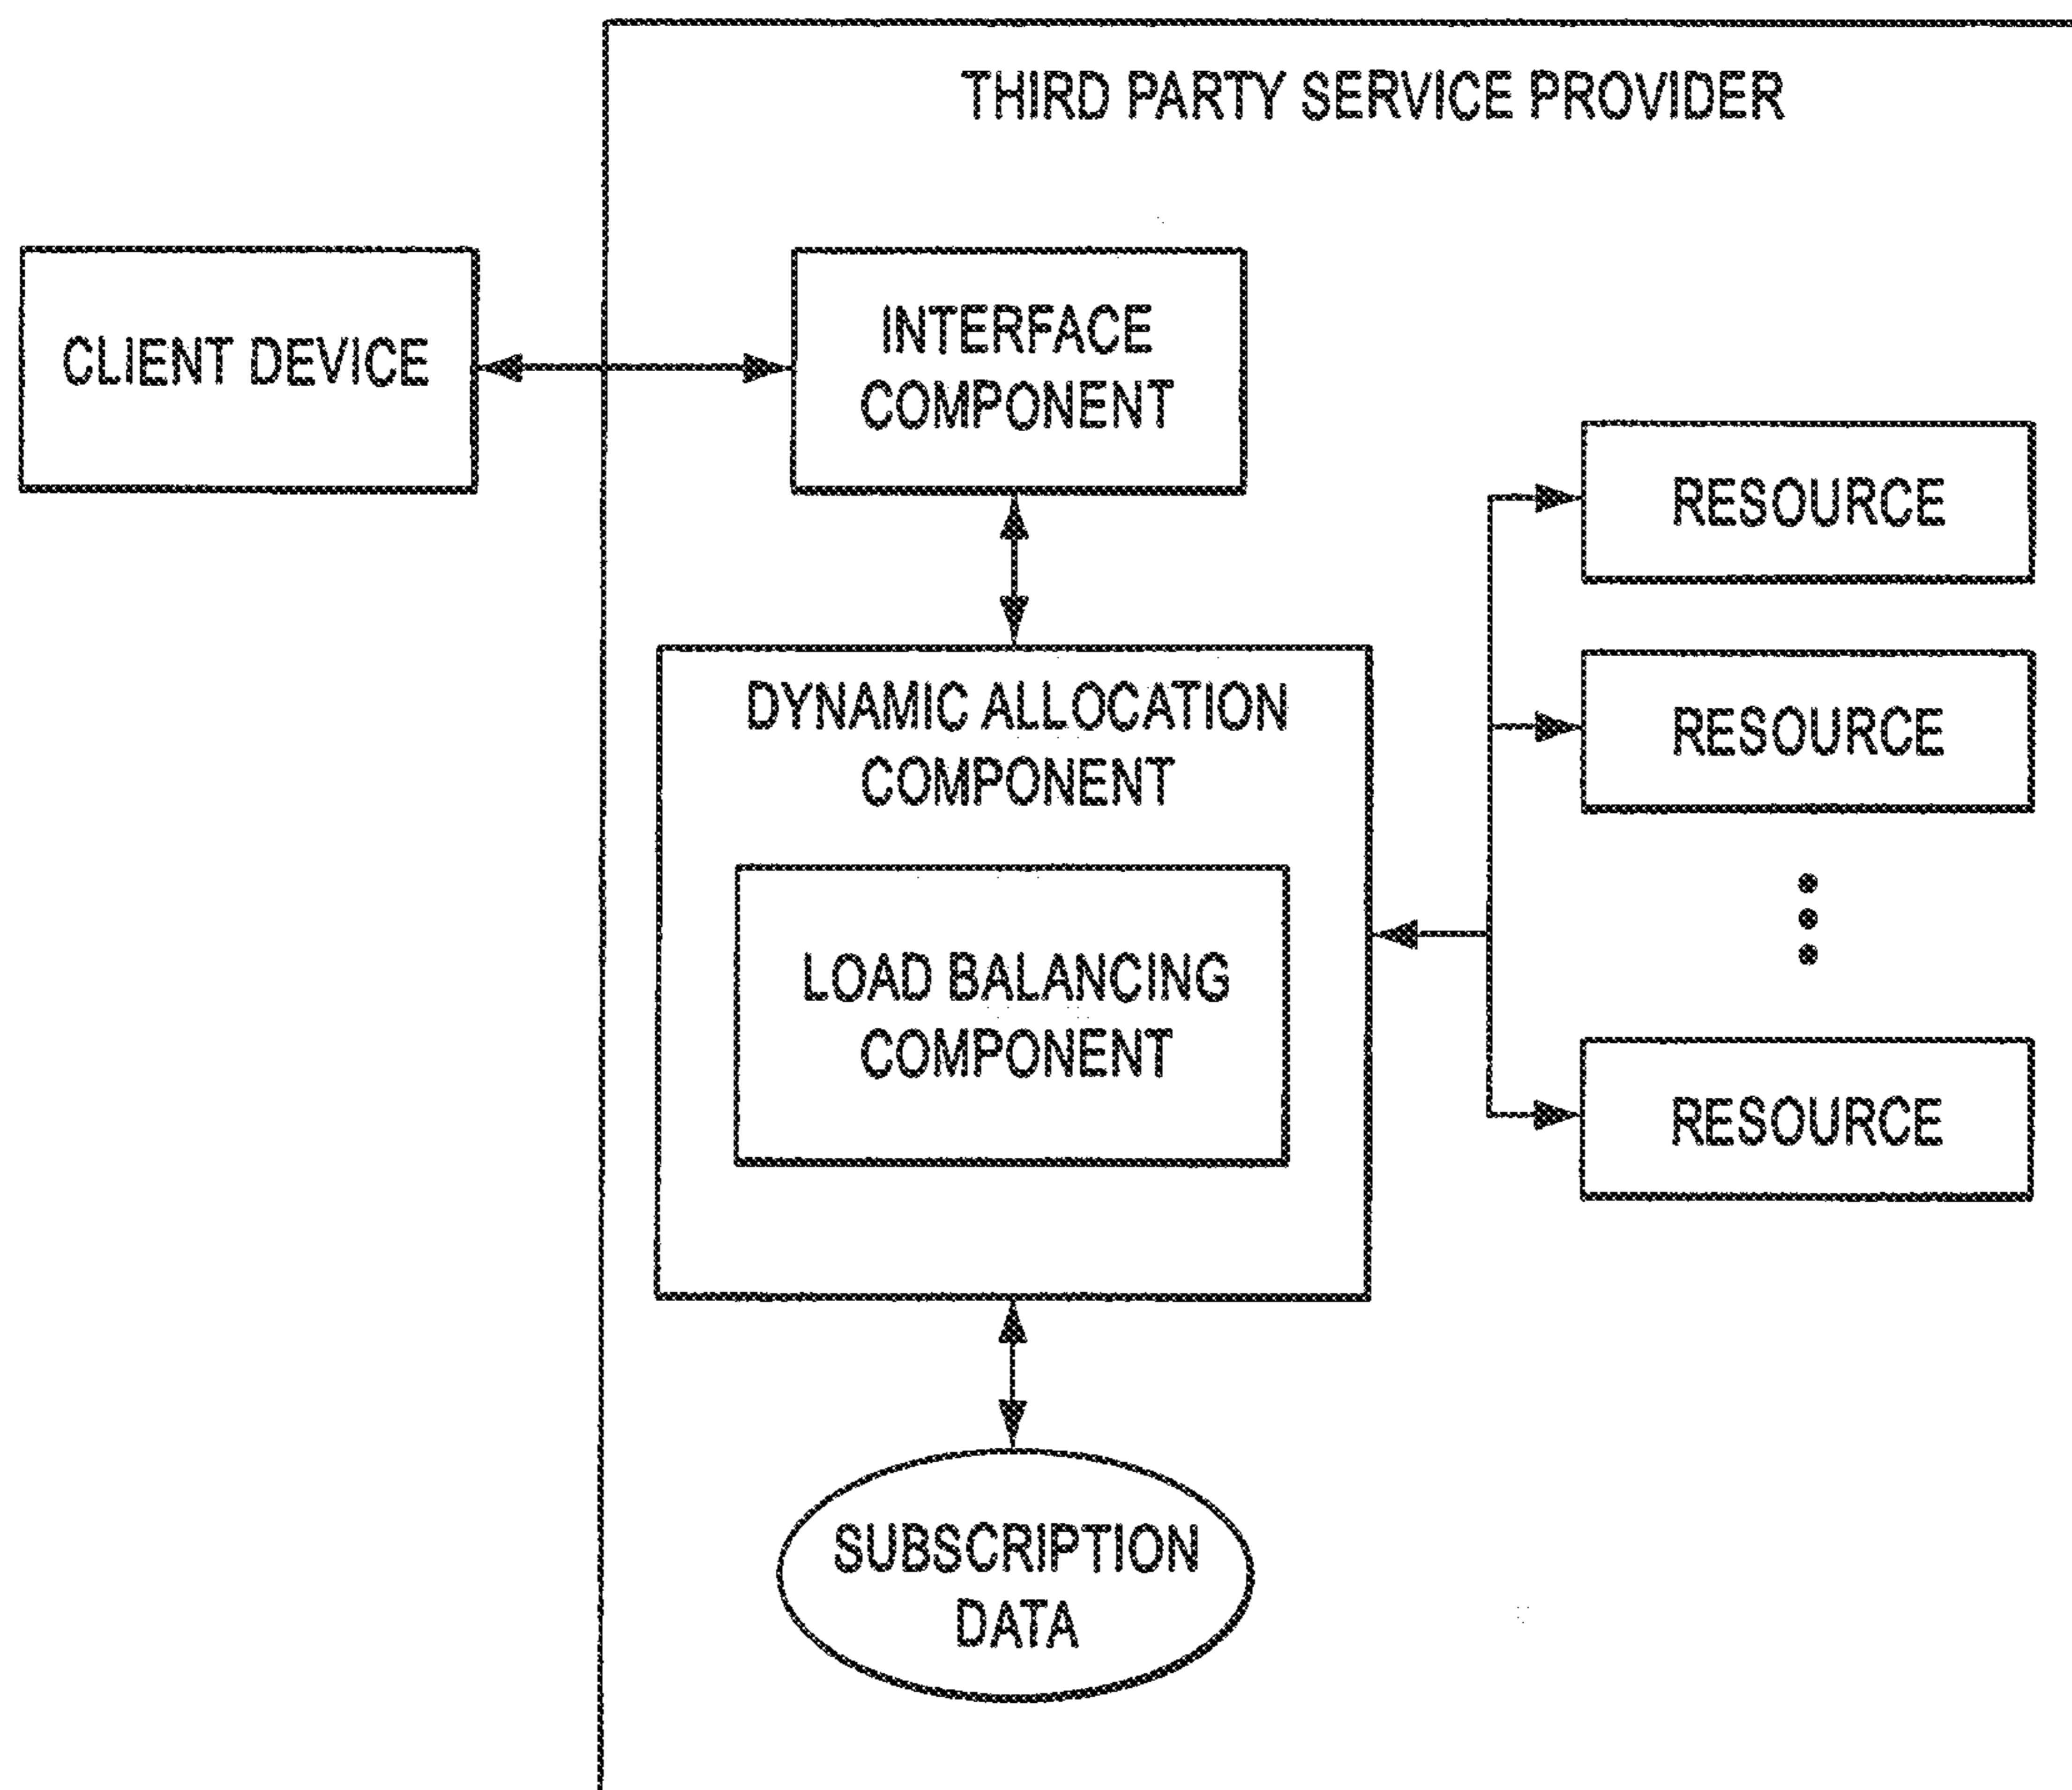 THIRD PARTY SERVICE PROVIDER
CLIENT DEVICE
INTERFACE
COMPONENT
RESOURCE
DYNAMIC ALLOCATION
COMPONENT
RESOURCE
LOAD BALANCING
COMPONENT
RESOURCE
SUBSCRIPTION
DATA